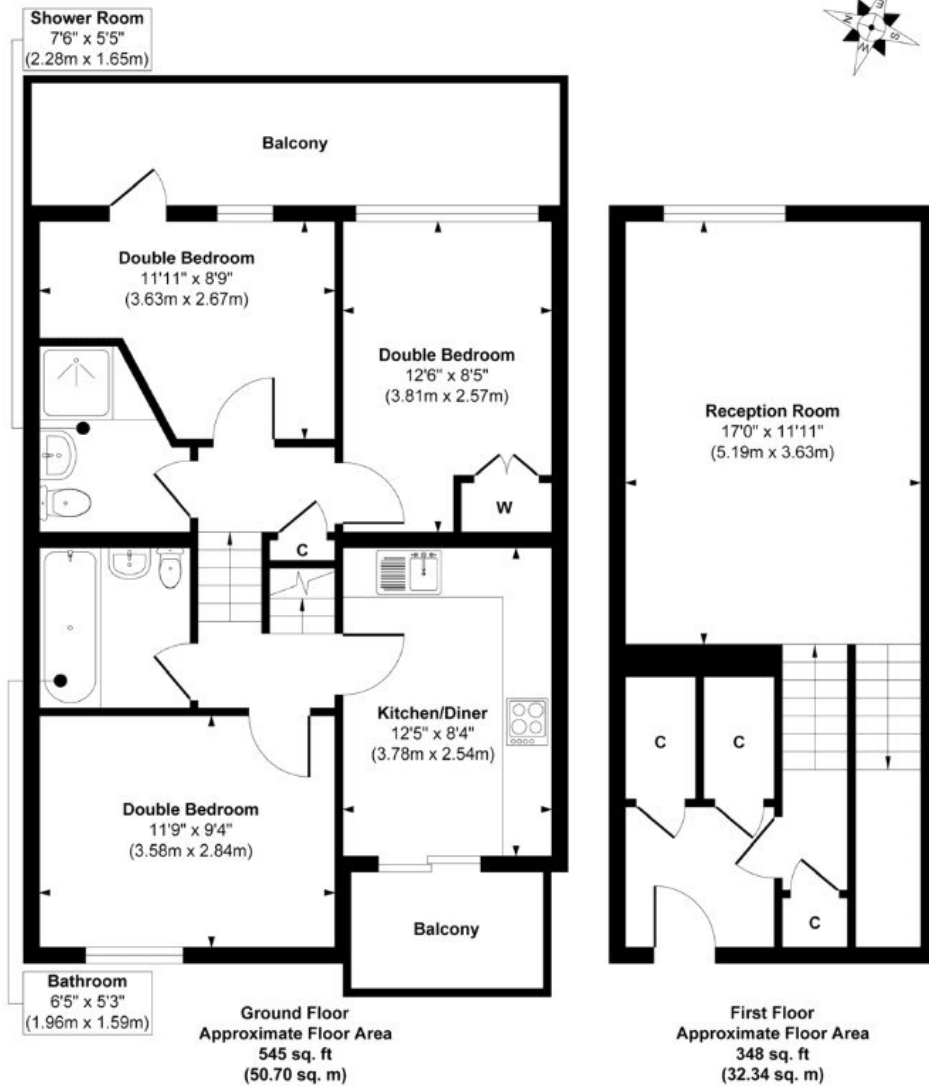 Shower Room
7'6" x 5'5"
(2.28m x 1.65m)
N
E
S
W
Balcony
Double Bedroom
11'11" x 8'9"
(3.63m x 2.67m)
Double Bedroom
12'6" x 8'5"
(3.81m x 2.57m)
W
C
Kitchen/Diner
12'5" x 8'4"
(3.78m x 2.54m)
Double Bedroom
11'9" x 9'4"
(3.58m x 2.84m)
Balcony
Bathroom
6'5" x 5'3"
(1.96m x 1.59m)
Ground Floor
Approximate Floor Area
545 sq. ft
(50.70 sq. m)
Reception Room
17'0" x 11'11"
(5.19m x 3.63m)
C
C
C
First Floor
Approximate Floor Area
348 sq. ft
(32.34 sq. m)